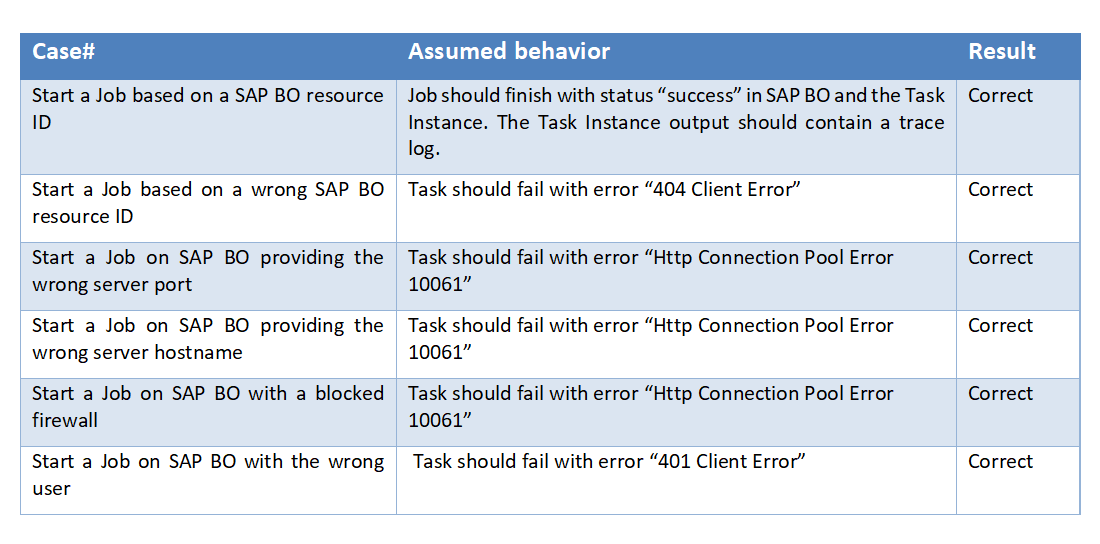 Case# Assumed behavior Result
Start a Job based on a SAP BO resource
ID
Job should finish with status “success” in SAP BO and the Task
Instance. The Task Instance output should contain a trace
log.
Correct
Start a Job based on a wrong SAP BO
resource ID
Task should fail with error “404 Client Error”
Correct
Start a Job on SAP BO providing the
wrong server port
Task should fail with error “Http Connection Pool Error
10061”
Correct
Start a Job on SAP BO providing the
wrong server hostname
Task should fail with error “Http Connection Pool Error
10061”
Correct
Start a Job on SAP BO with a blocked
firewall
Task should fail with error “Http Connection Pool Error
10061”
Correct
Start a Job on SAP BO with the wrong
user
Task should fail with error “401 Client Error”
Correct